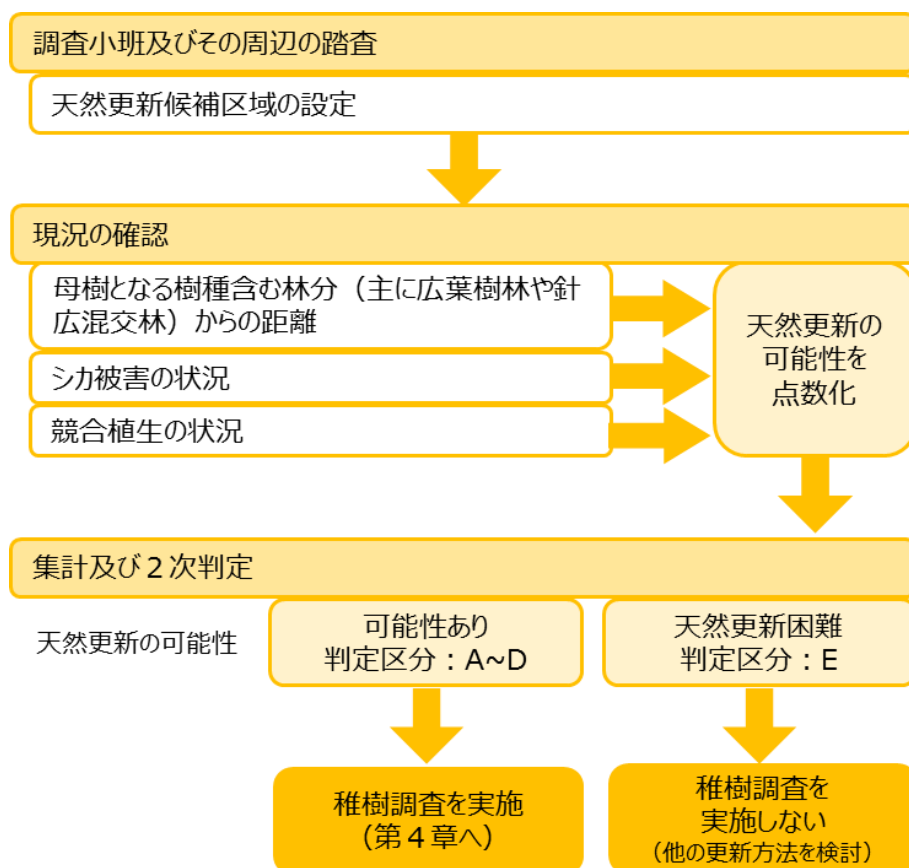 調査小班及びその周辺の踏査
天然更新候補区域の設定
現況の確認
母樹となる樹種含む林分（主に広葉樹林や針
広混交林）からの距離
シカ被害の状況
競合植生の状況
天然更新の
可能性を
点数化
集計及び２次判定
天然更新の可能性
可能性あり
判定区分：A~D
天然更新困難
判定区分：E
稚樹調査を実施
(第４章へ)
稚樹調査を
実施しない
(他の更新方法を検討)